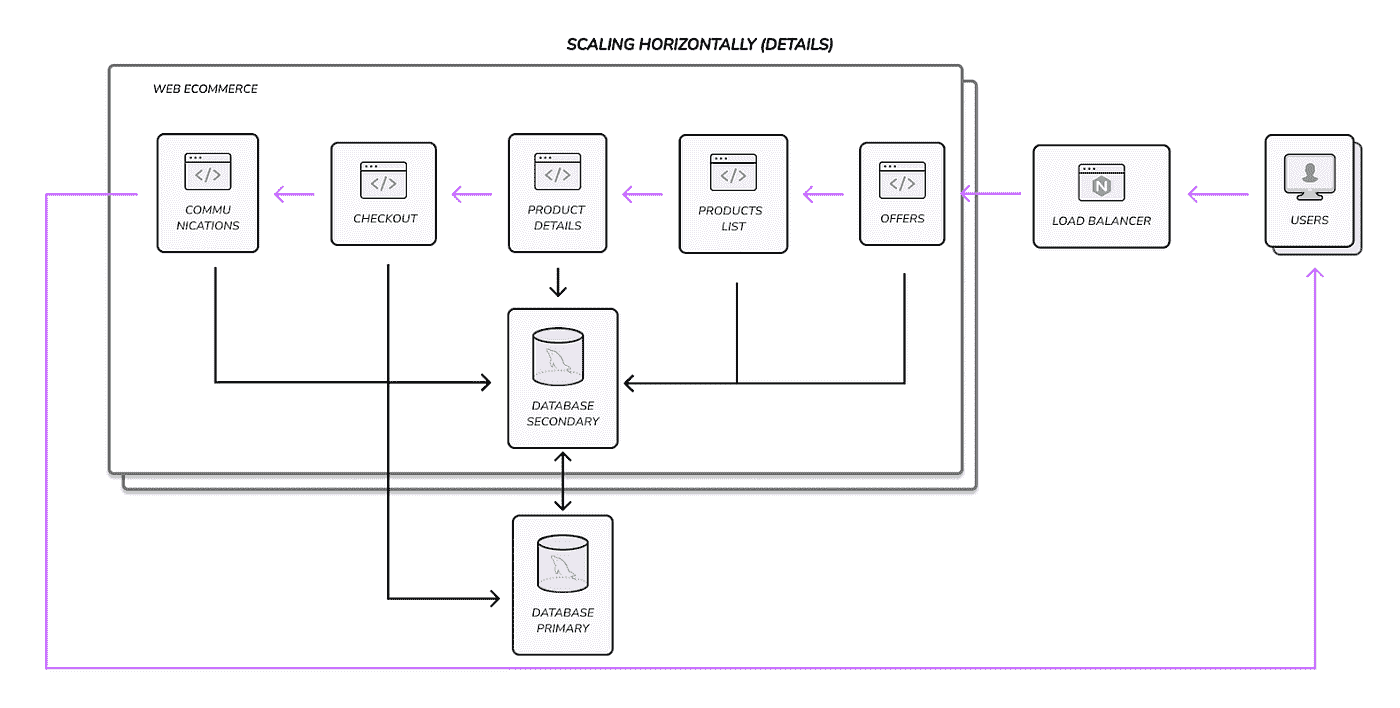 SCALING HORIZONTALLY (DETAILS)
WEB ECOMMERCE
COMMU
NICATIONS
CHECKOUT
PRODUCT
DETAILS
PRODUCTS
LIST
OFFERS
N
LOAD BALANCER
USERS
DATABASE
SECONDARY
DATABASE
PRIMARY